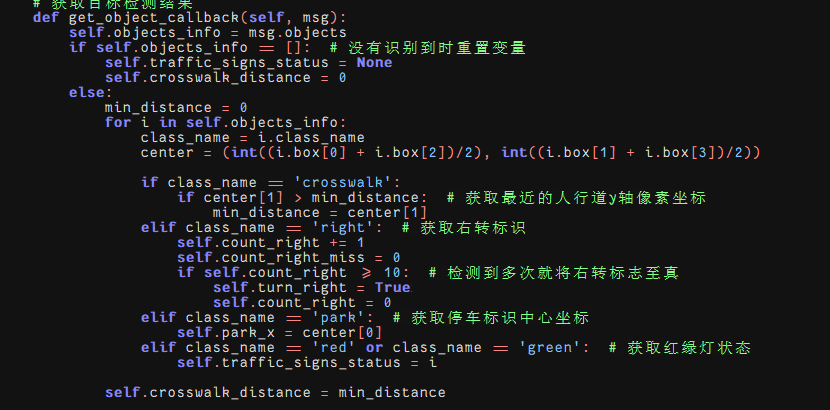 # 获取目标检测结果
def get_object_callback(self, msg):
    self.objects_info = msg.objects
    if self.objects_info == []:  # 没有识别到时重置变量
        self.traffic_signs_status = None
        self.crosswalk_distance = 0
    else:
        min_distance = 0
        for i in self.objects_info:
            class_name = i.class_name
            center = (int((i.box[0] + i.box[2])/2), int((i.box[1] + i.box[3])/2))

            if class_name == 'crosswalk':
                if center[1] > min_distance:  # 获取最近的人行道y轴像素坐标
                    min_distance = center[1]
            elif class_name == 'right':  # 获取右转标识
                self.count_right += 1
                self.count_right_miss = 0
                if self.count_right >= 10:  # 检测到多次就将右转标志至真
                    self.turn_right = True
                    self.count_right = 0
            elif class_name == 'park':  # 获取停车标识中心坐标
                self.park_x = center[0]
            elif class_name == 'red' or class_name == 'green':  # 获取红绿灯状态
                self.traffic_signs_status = i

        self.crosswalk_distance = min_distance